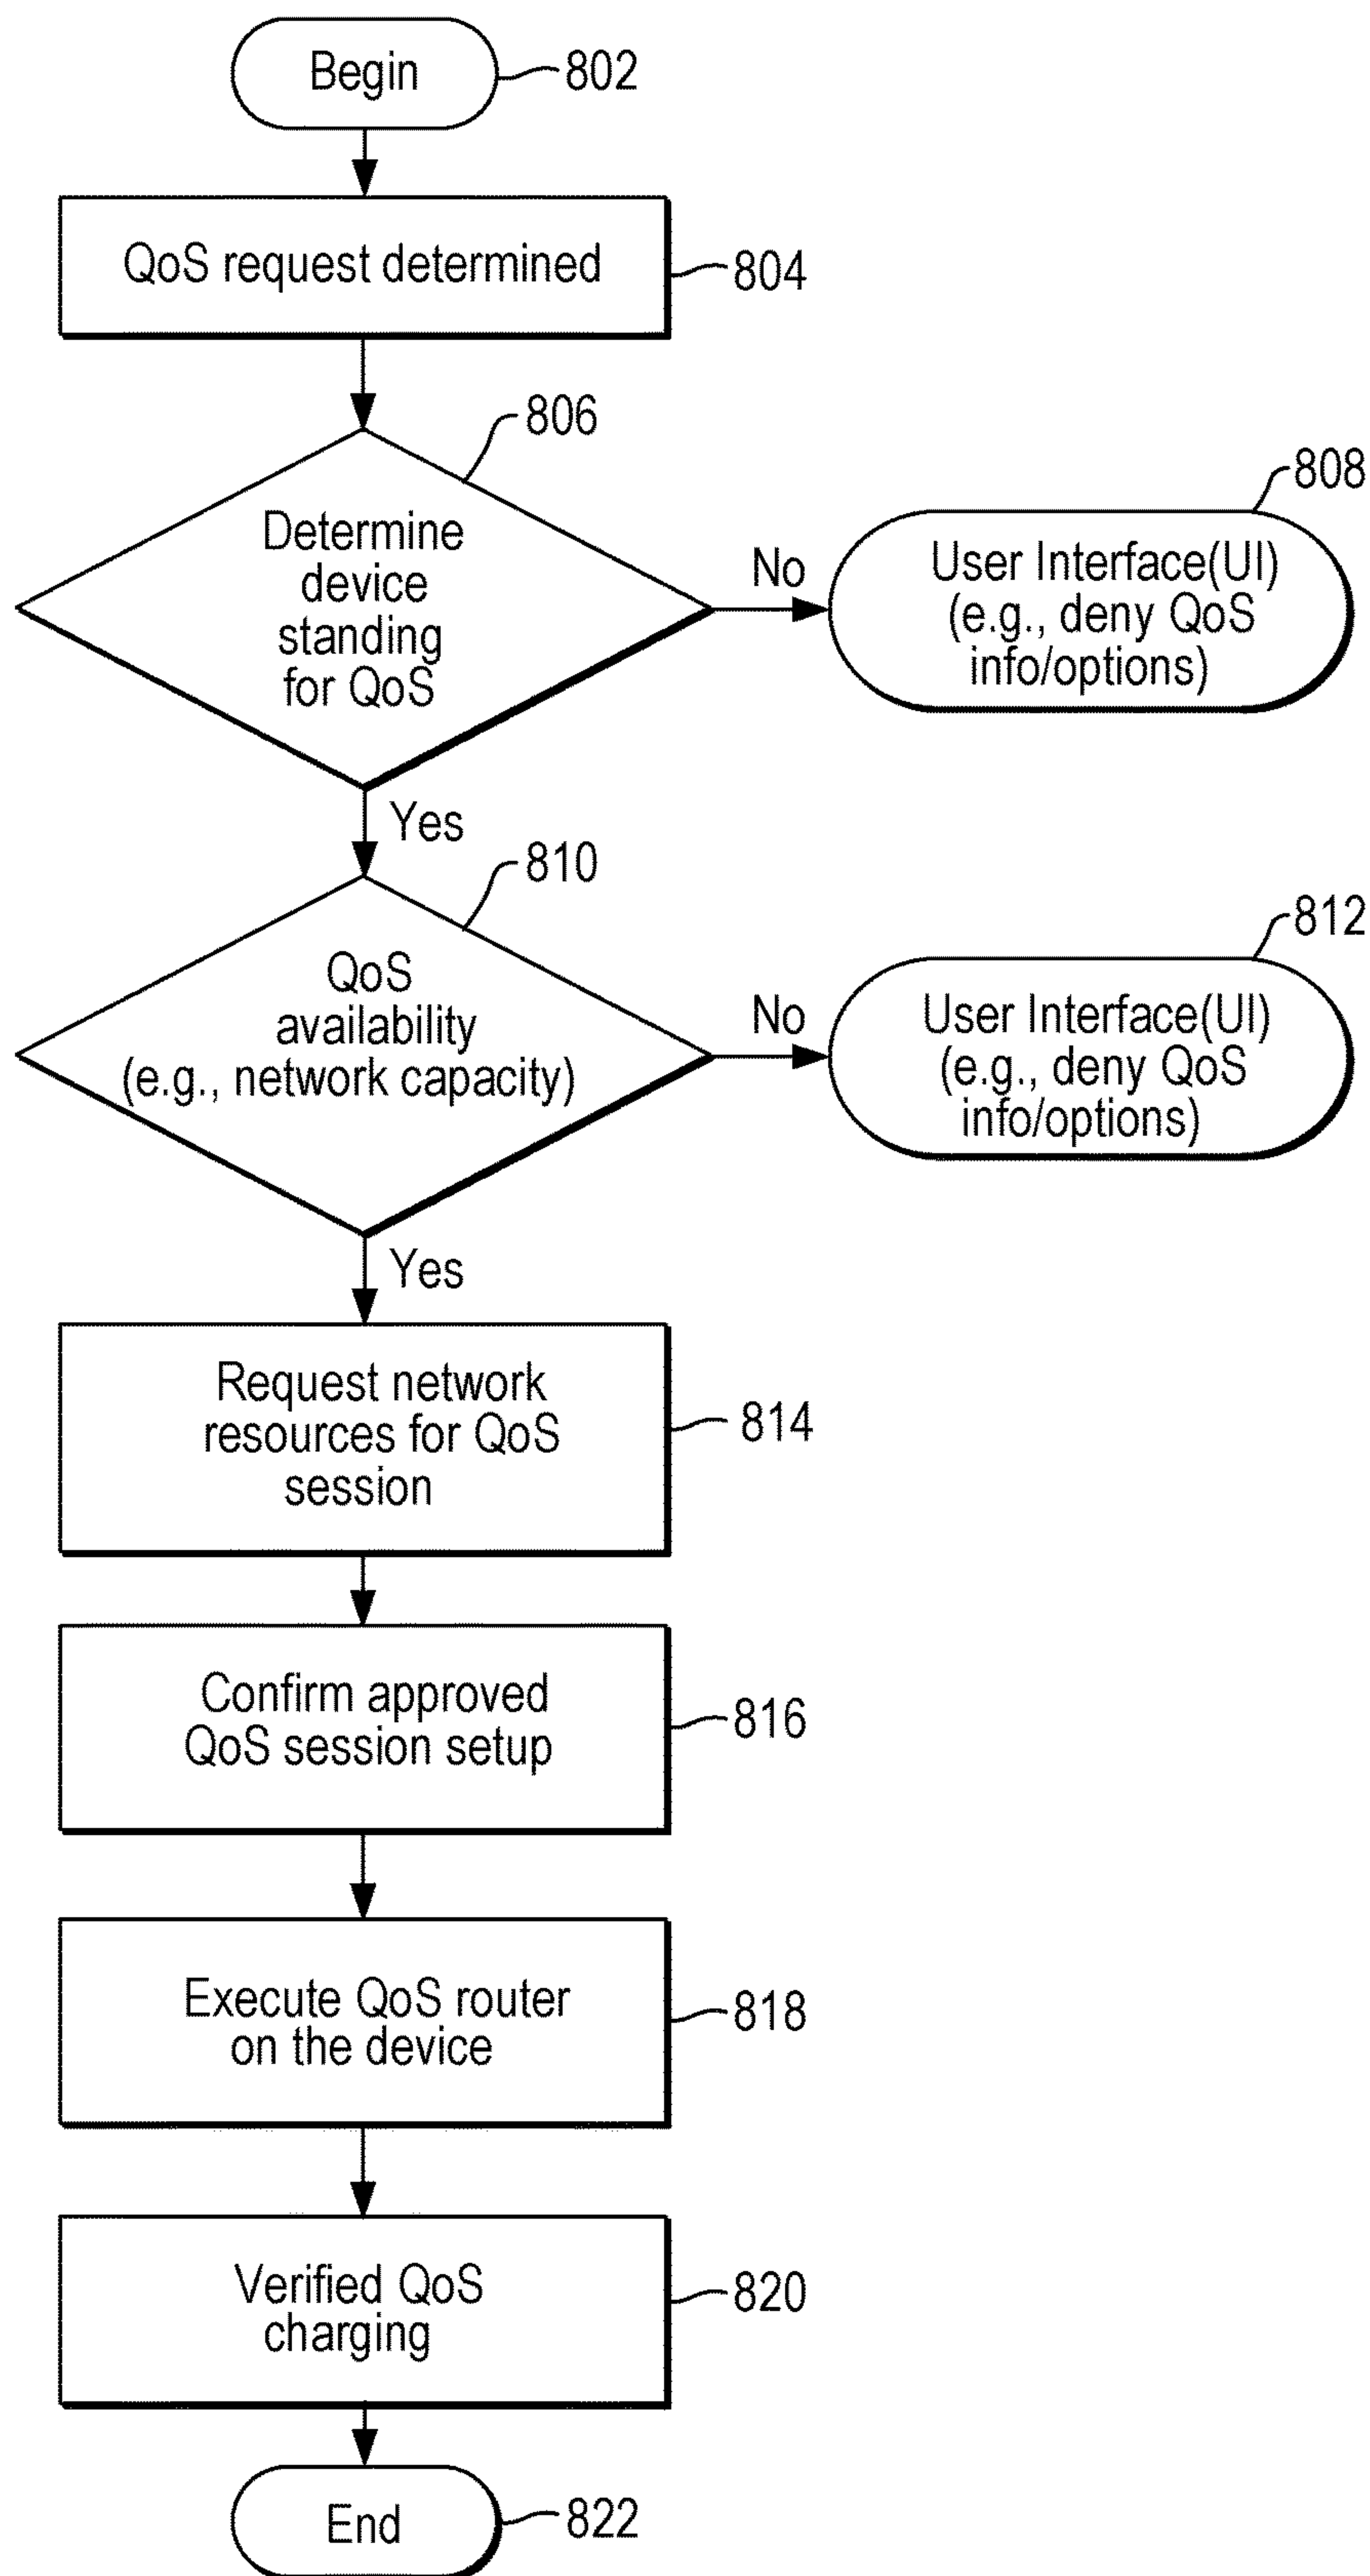 Begin
802
QoS request determined
804
806
Determine
device
standing
for QoS
No
808
User Interface(UI)
(e.g., deny QoS
info/options)
Yes
810
QoS
availability
(e.g., network capacity)
No
812
User Interface(UI)
(e.g., deny QoS
info/options)
Yes
Request network
resources for QoS
session
814
Confirm approved
QoS session setup
816
Execute QoS router
on the device
818
Verified QoS
charging
820
End
822